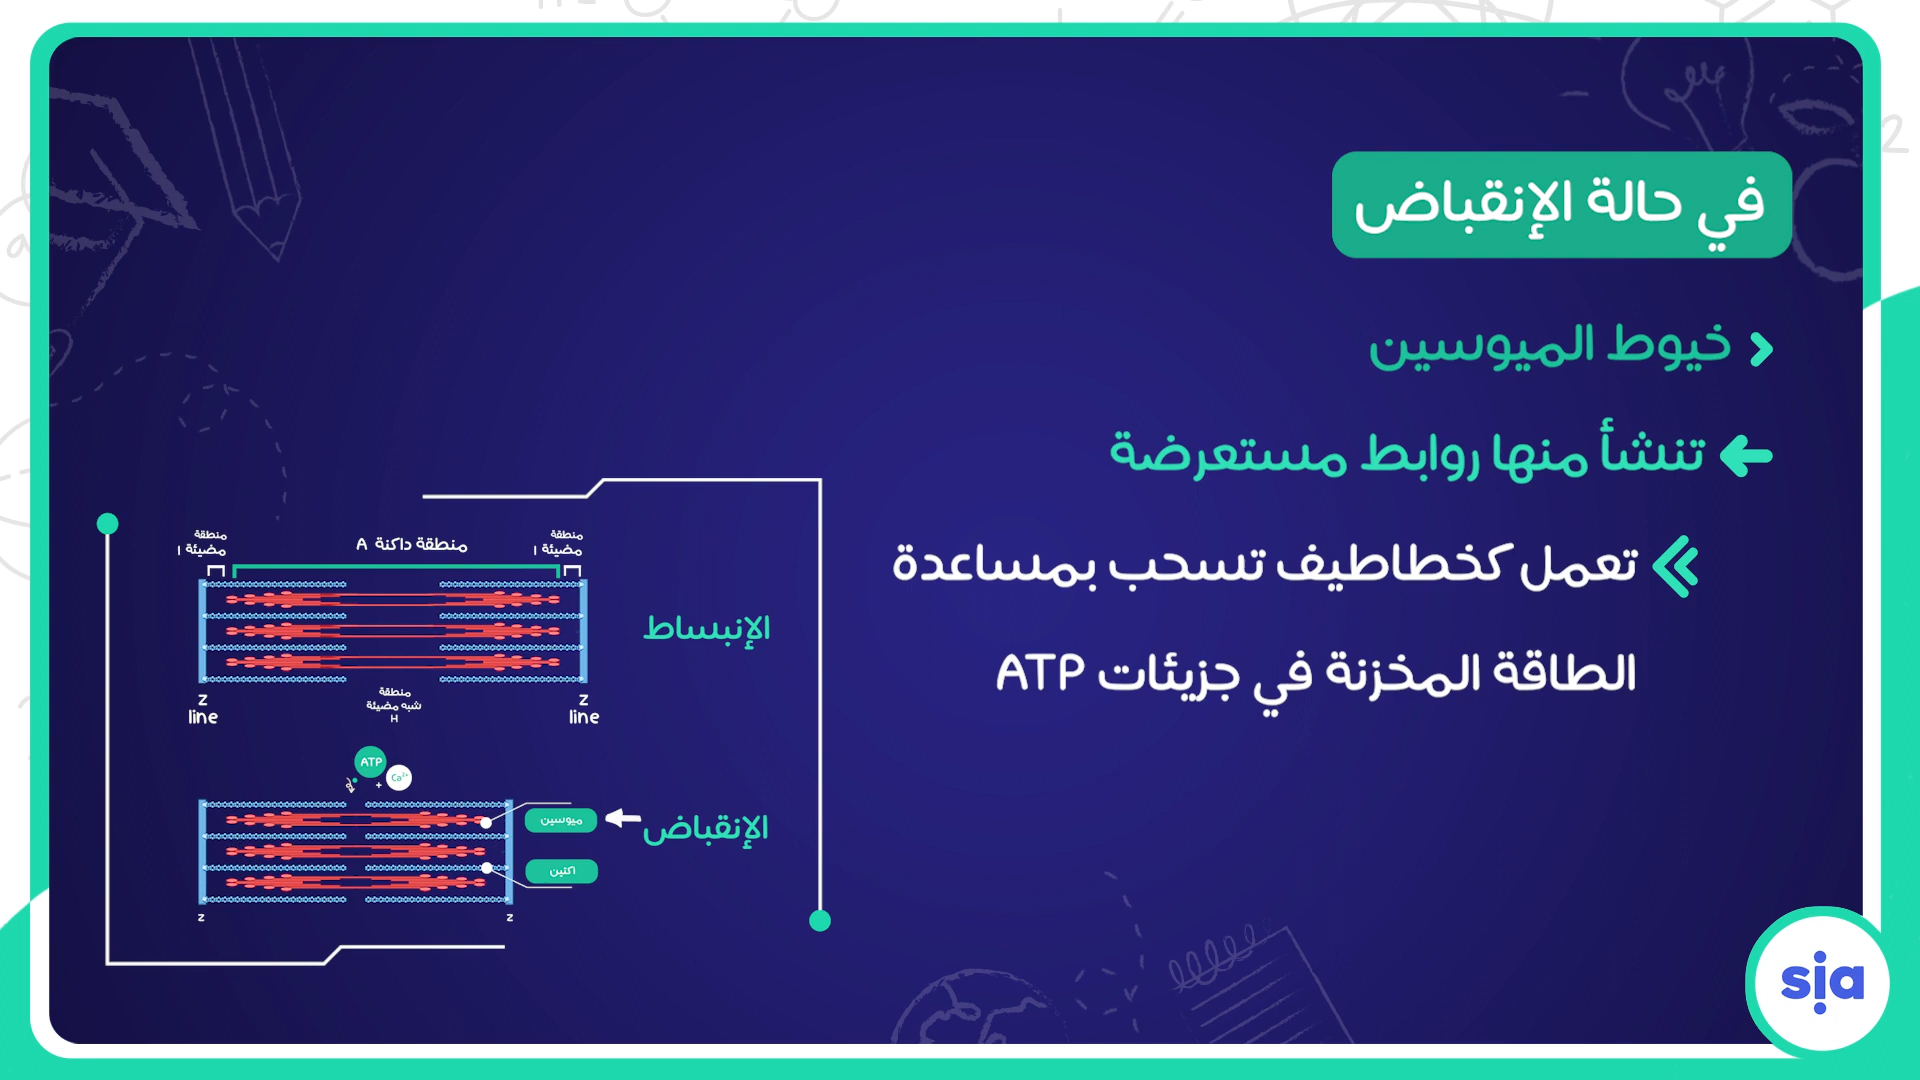 في حالة الإنقباض
خيوط الميوسين
تنشأ منها روابط مستعرضة
تعمل كخطاطيف تسحب بمساعدة
الطاقة المخزنة في جزيئات ATP
منطقة
مضيئة I
منطقة داكنة A
منطقة
مضيئة I
الإنبساط
Z
line
منطقة
شبه مضيئة
H
Z
line
ATP
+
Ca²⁺
ميوسين
الإنقباض
اكتين
Z
Z
sia